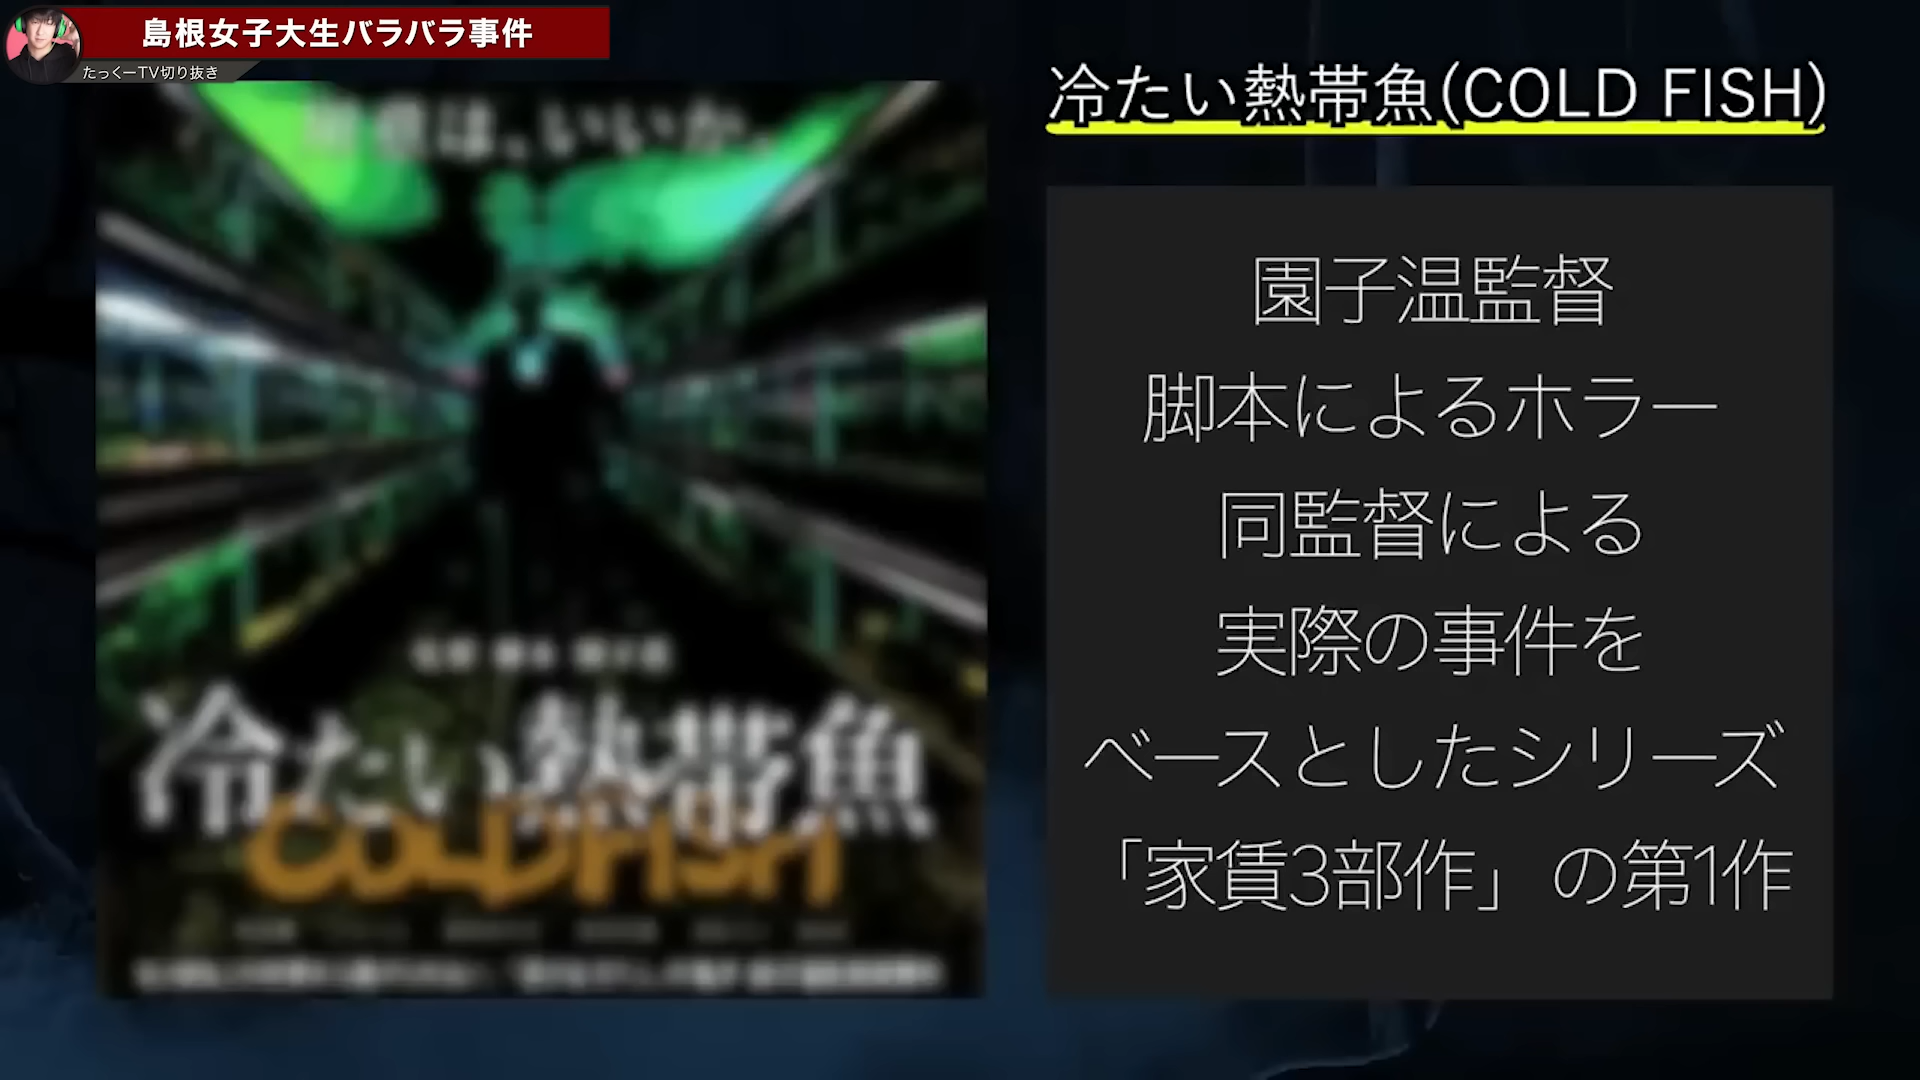 島根女子大生バラバラ事件
たっくーTV切り抜き
冷たい熱帯魚(COLD FISH)
は、いいか。
冷たい熱帯魚
COLD FISH
園子温監督
脚本によるホラー
同監督による
実際の事件を
ベースとしたシリーズ
「家賃3部作」の第1作